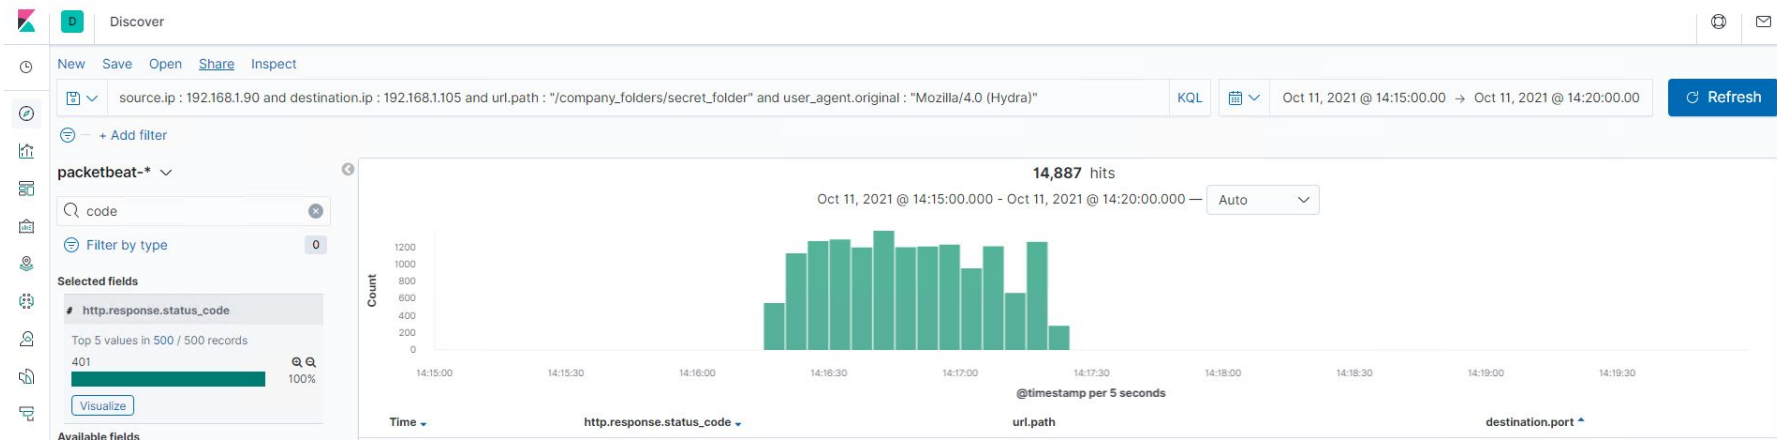 D Discover
New Save Open Share Inspect
source.ip : 192.168.1.90 and destination.ip : 192.168.1.105 and url.path : "/company_folders/secret_folder" and user_agent.original : "Mozilla/4.0 (Hydra)" KQL Oct 11, 2021 @ 14:15:00.00 → Oct 11, 2021 @ 14:20:00.00 Refresh
+ Add filter
packetbeat-*
code
Filter by type 0
Selected fields
# http.response.status_code
Top 5 values in 500 / 500 records
401
100%
Visualize
Available fields
14,887 hits
Oct 11, 2021 @ 14:15:00.000 - Oct 11, 2021 @ 14:20:00.000 — Auto
Count
1200
1000
800
600
400
200
0
14:15:00 14:15:30 14:16:00 14:16:30 14:17:00 14:17:30 14:18:00 14:18:30 14:19:00 14:19:30
@timestamp per 5 seconds
Time http.response.status_code url.path destination.port